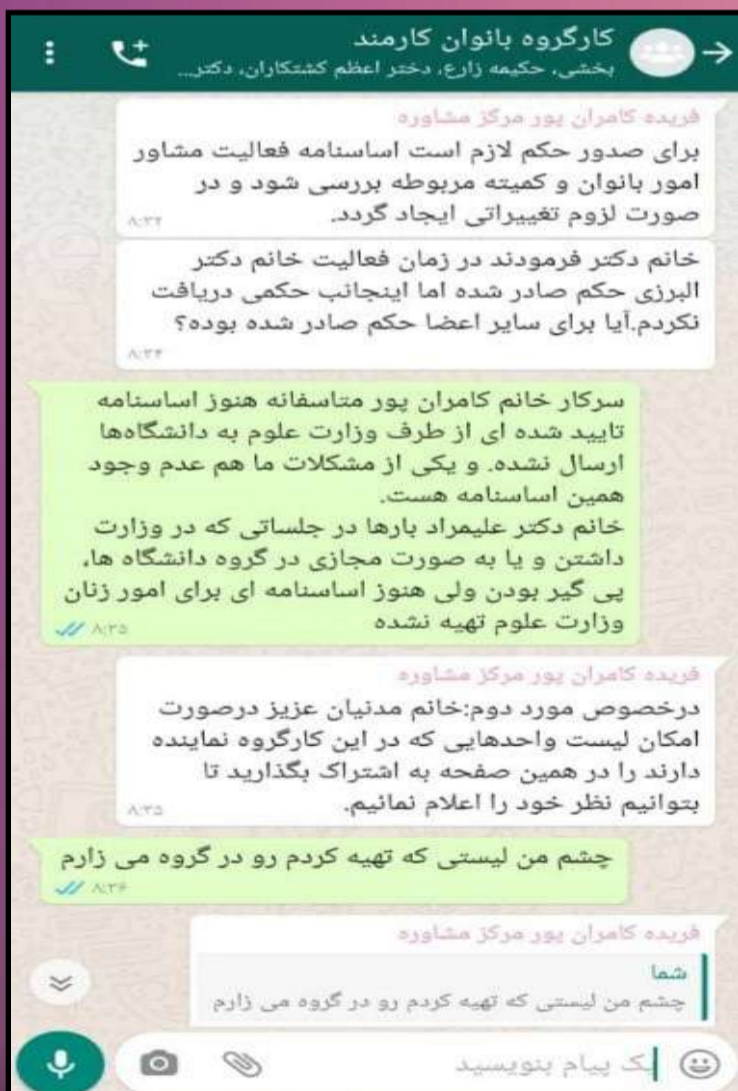 کارگروه بانوان کارمند
بخشی، حکیمه زارع، دختر اعظم کشتکاران، دکتر...
فریده کامران پور مرکز مشاوره
برای صدور حکم لازم است اساسنامه فعالیت مشاور
امور بانوان و کمیته مربوطه بررسی شود و در
صورت لزوم تغییراتی ایجاد گردد.
خانم دکتر فرمودند در زمان فعالیت خانم دکتر
البرزی حکم صادر شده اما اینجانب حکمی دریافت
نکردم.آیا برای سایر اعضا حکم صادر شده بوده؟
۸:۳۴
سرکار خانم کامران پور متاسفانه هنوز اساسنامه
تایید شده ای از طرف وزارت علوم به دانشگاه‌ها
ارسال نشده. و یکی از مشکلات ما هم عدم وجود
همین اساسنامه هست.
خانم دکتر علیمراد بارها در جلساتی که در وزارت
داشتن و یا به صورت مجازی در گروه دانشگاه ها،
پی گیر بودن ولی هنوز اساسنامه ای برای امور زنان
وزارت علوم تهیه نشده
۸:۳۵
فریده کامران پور مرکز مشاوره
درخصوص مورد دوم:خانم مدنیان عزیز درصورت
امکان لیست واحدهایی که در این کارگروه نماینده
دارند را در همین صفحه به اشتراک بگذارید تا
بتوانیم نظر خود را اعلام نمائیم.
۸:۳۵
چشم من لیستی که تهیه کردم رو در گروه می زارم
۸:۳۶
فریده کامران پور مرکز مشاوره
شما
چشم من لیستی که تهیه کردم رو در گروه می زارم
یک پیام بنویسید